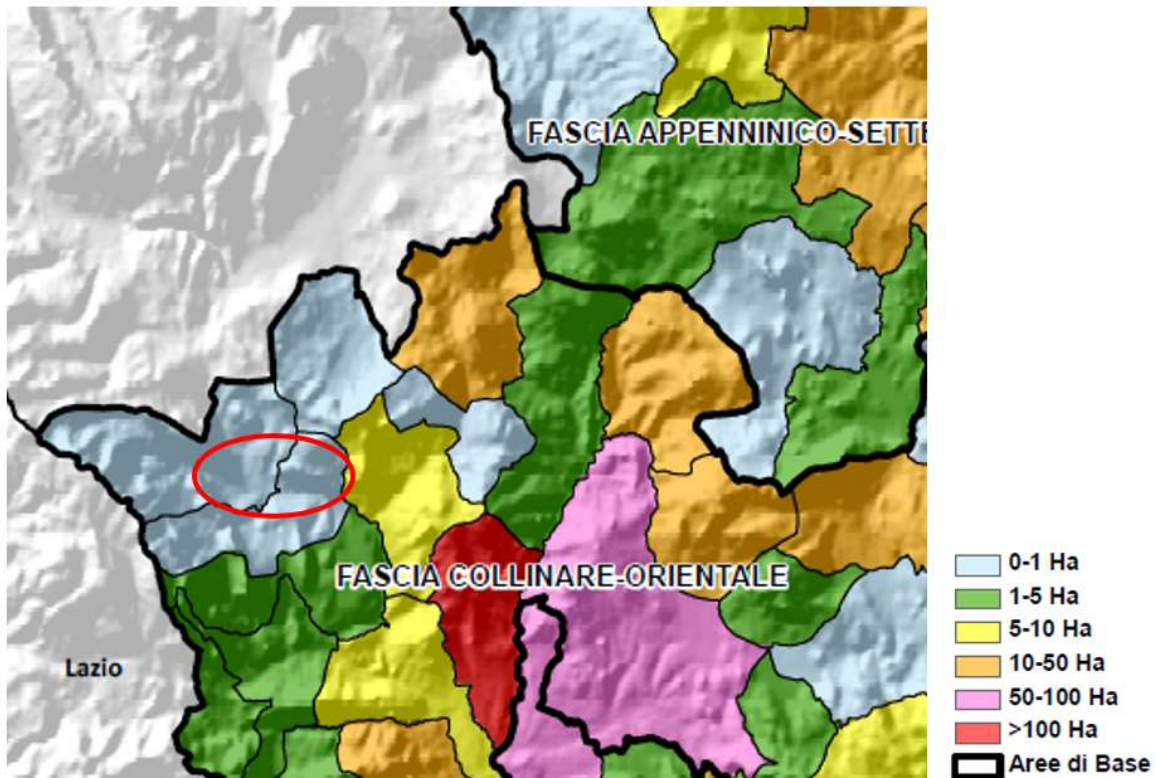 FASCIA APPENNINICO-SETTE
FASCIA COLLINARE-ORIENTALE
Lazio
0-1 Ha
1-5 Ha
5-10 Ha
10-50 Ha
50-100 Ha
>100 Ha
Aree di Base